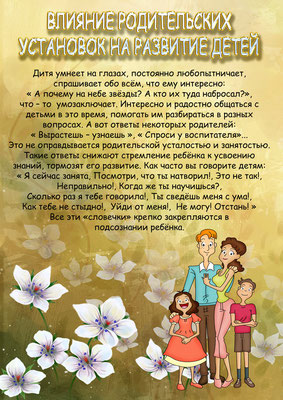 ВЛИЯНИЕ РОДИТЕЛЬСКИХ
УСТАНОВОК НА РАЗВИТИЕ ДЕТЕЙ
Дитя умнеет на глазах, постоянно любопытничает,
спрашивает обо всём, что ему интересно:
« А почему на небе звёзды? А кто их туда набросал?»,
что – то умозаключает. Интересно и радостно общаться с
детьми в это время, помогать им разбираться в разных
вопросах. А вот ответы некоторых родителей:
« Вырастешь – узнаешь », « Спроси у воспитателя»...
Это не оправдывается родительской усталостью и занятостью.
Такие ответы снижают стремление ребёнка к усвоению
знаний, тормозят его развитие. Как часто вы говорите детям:
« Я сейчас занята, Посмотри, что ты натворил!, Это не так!,
Неправильно!, Когда же ты научишься?,
Сколько раз я тебе говорила!, Ты сведёшь меня с ума!,
Как тебе не стыдно!, Уйди от меня!, Не могу! Отстань! »
Все эти «словечки» крепко закрепляются в
подсознании ребёнка.